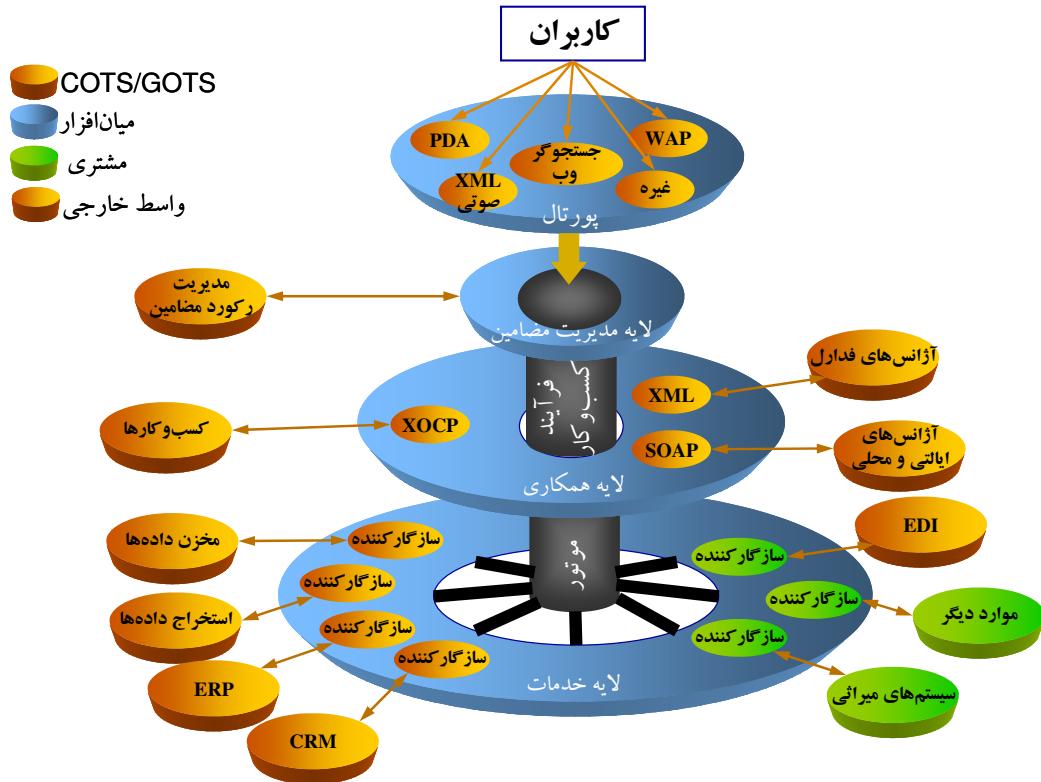 کاربران
COTS/GOTS
میان‌افزار
مشتری
واسط خارجی
PDA
WAP
جستجوگر
وب
XML
صوتی
غیره
پورتال
مدیریت
رکورد مضامین
لایه مدیریت مضامین
فرآیند
کسب‌و‌کار
آژانس‌های فدارل
XML
XOCP
کسب‌وکارها
SOAP
آژانس‌های
ایالتی و محلی
لایه همکاری
EDI
مخزن داده‌ها
سازگارکننده
سازگارکننده
موتور
سازگارکننده
استخراج داده‌ها
سازگارکننده
موارد دیگر
سازگارکننده
سازگارکننده
سازگارکننده
ERP
لایه خدمات
سیستم‌های میراثی
CRM